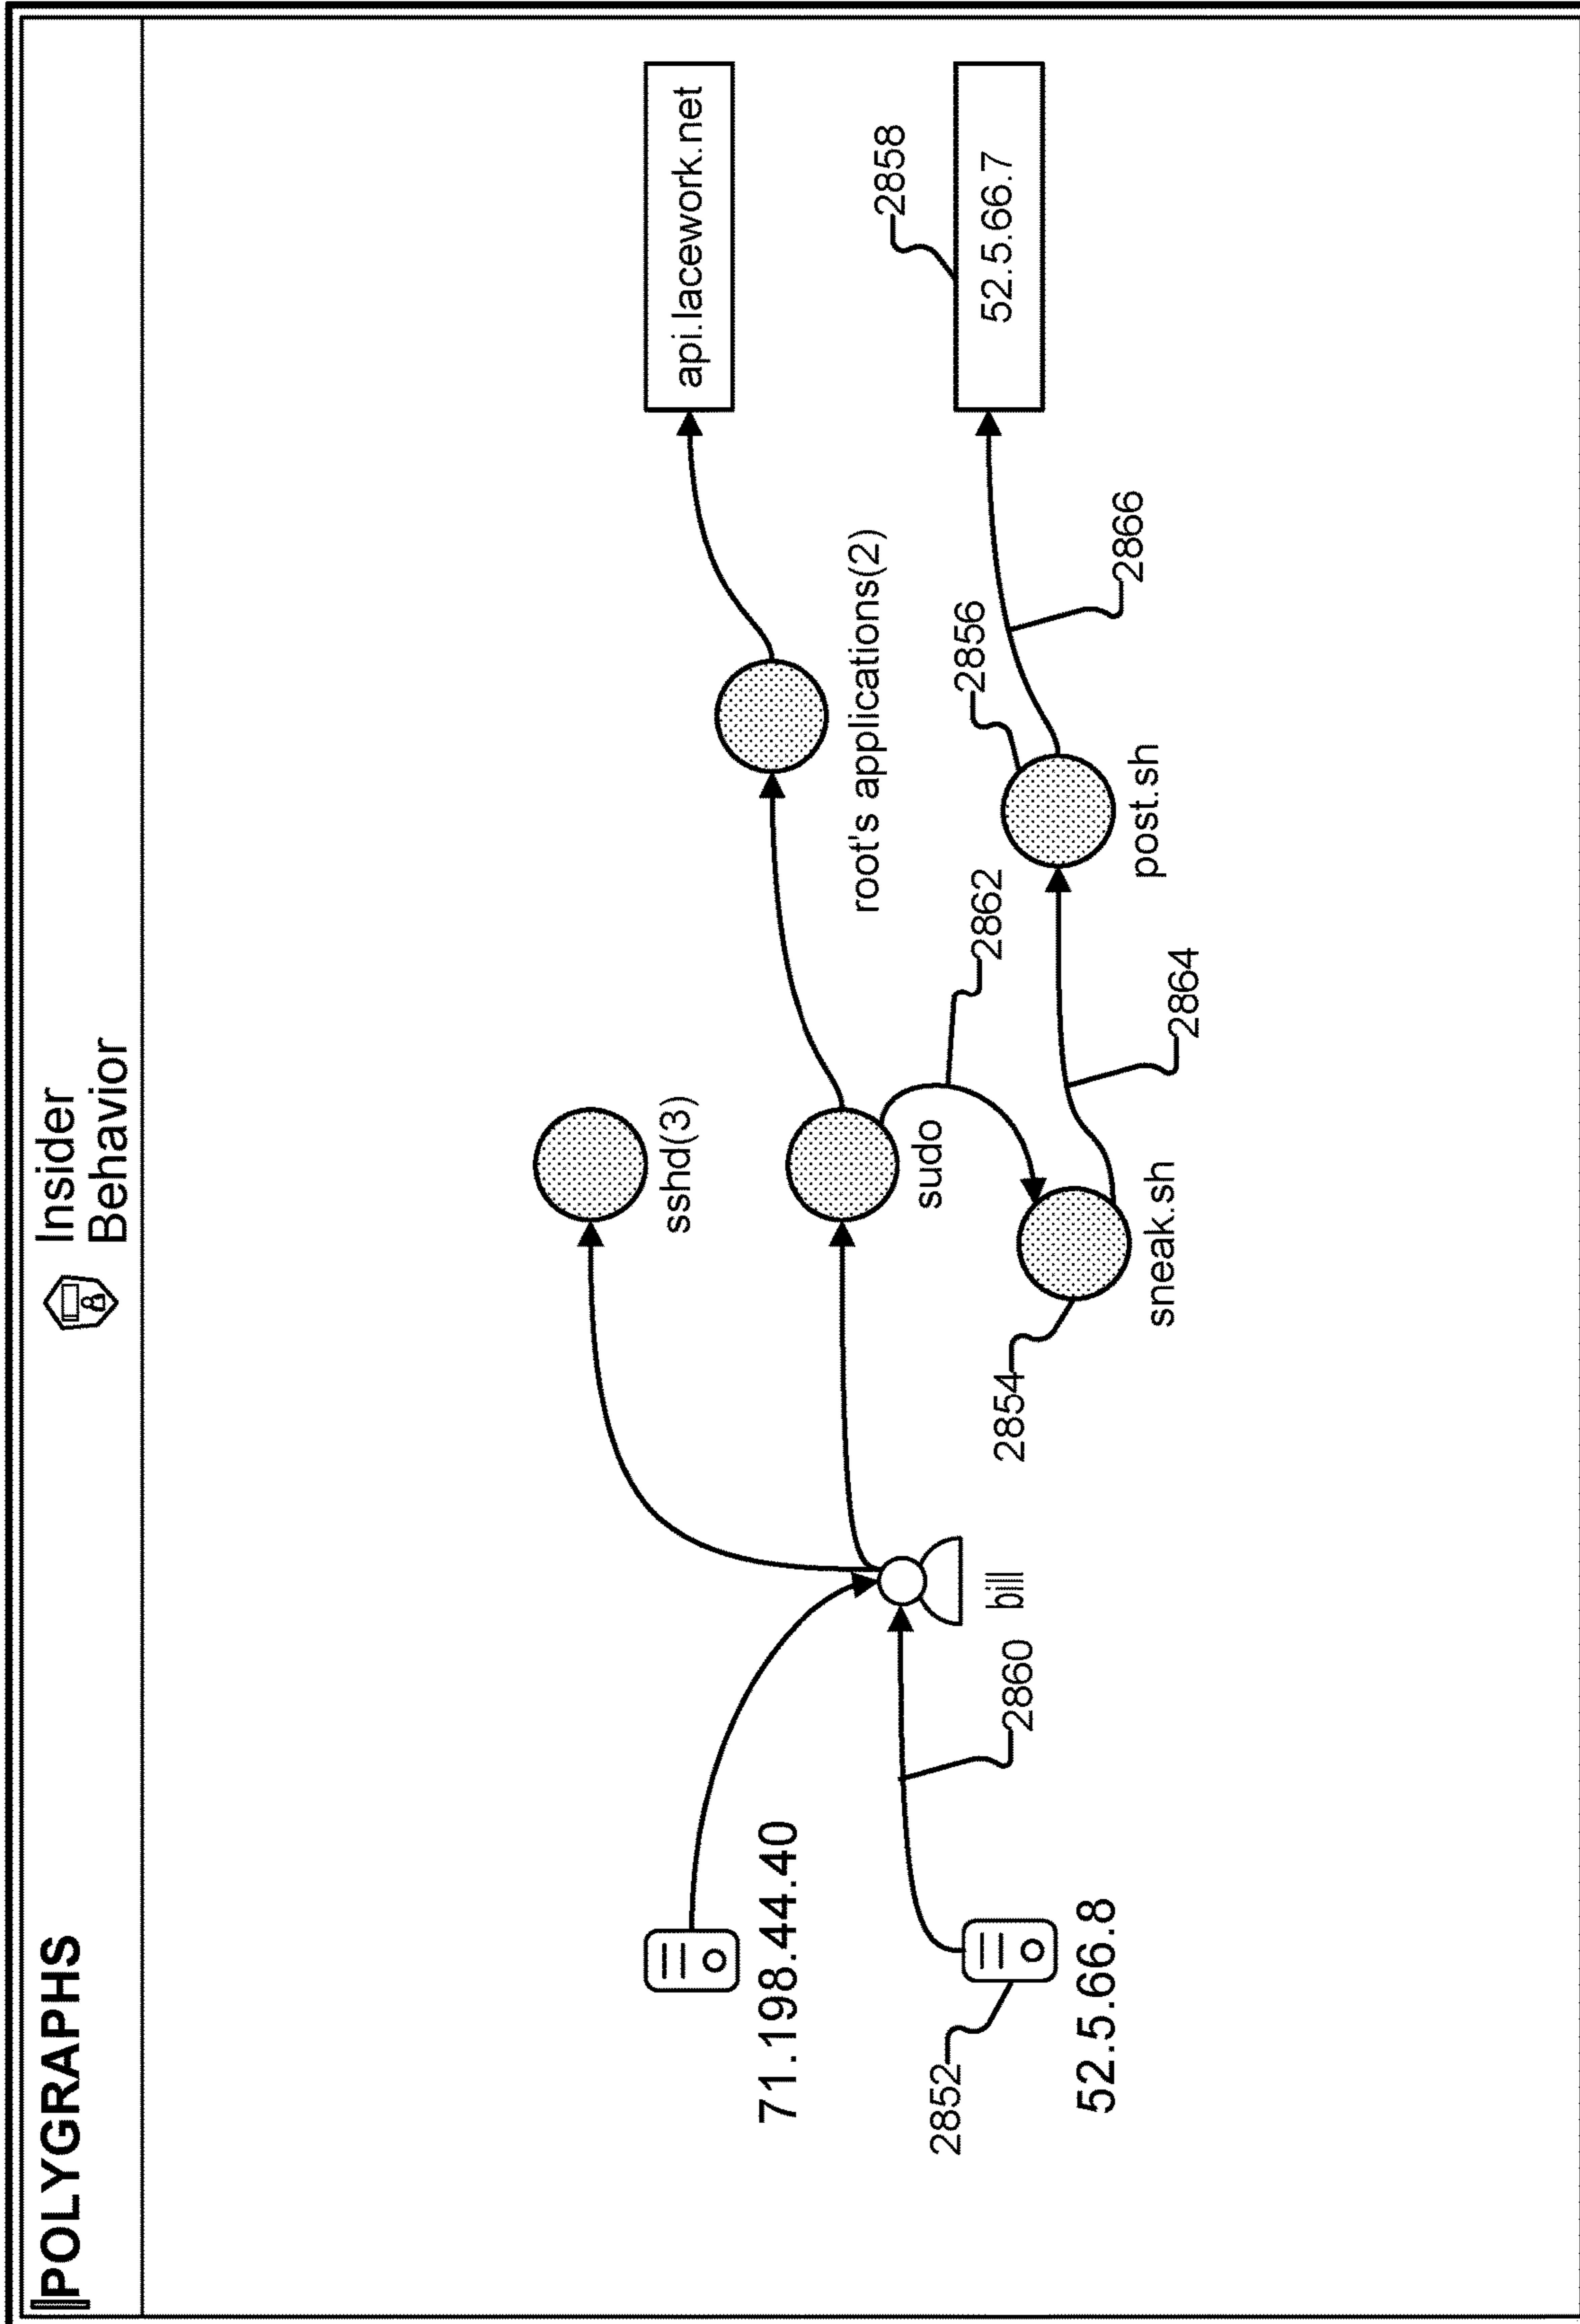 POLYGRAPHS
Insider
Behavior
71.198.44.40
2852
52.5.66.8
2860
bill
sshd(3)
sudo
2854
sneak.sh
2862
2864
root's applications(2)
2856
post.sh
2866
api.lacework.net
2858
52.5.66.7